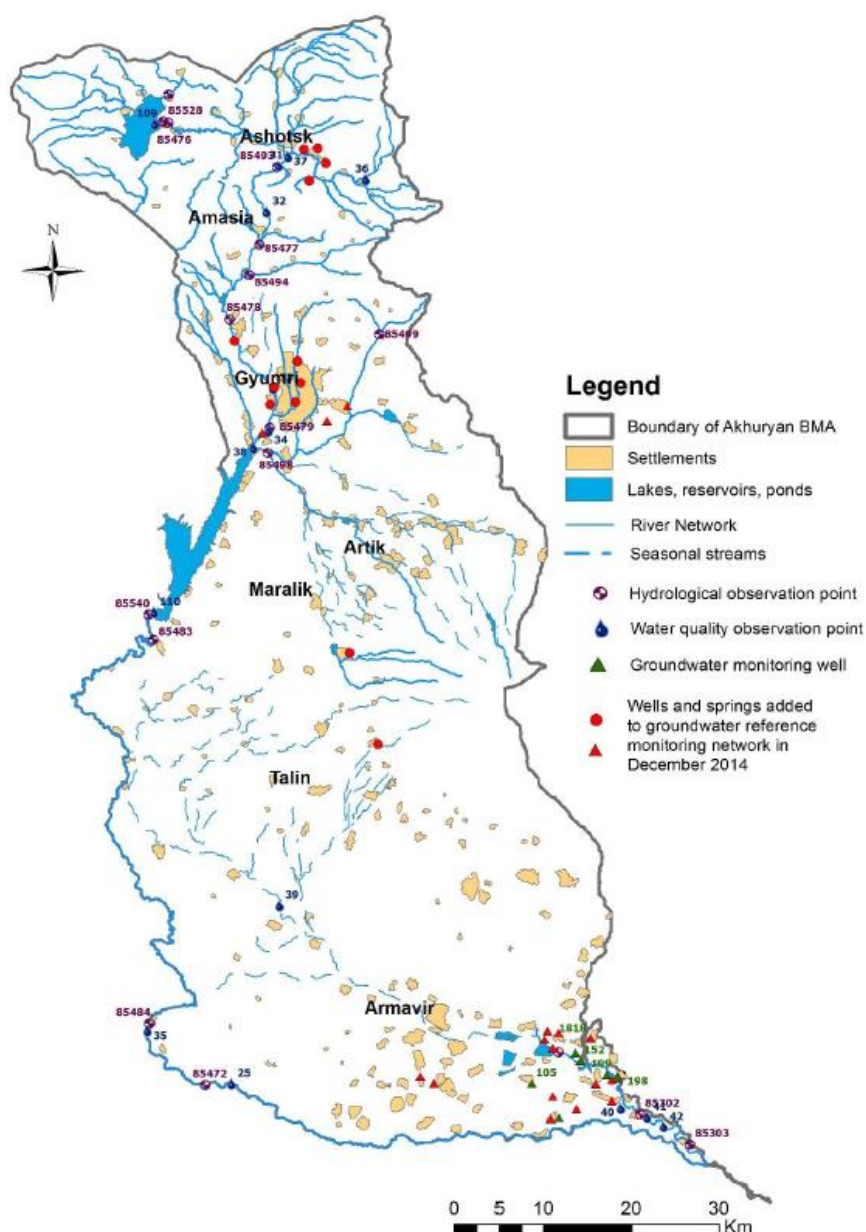 85528
109
85476
Ashotsk
85493
31
37
36
32
Amasia
85477
N
85494
85478
85499
Gyumri
85479
34
38
85498
Artik
Maralik
85540
110
85483
Talin
39
Armavir
85484
35
1818
152
105
198
85472
25
40
85302
41
42
85303
Legend
Boundary of Akhuryan BMA
Settlements
Lakes, reservoirs, ponds
River Network
Seasonal streams
Hydrological observation point
Water quality observation point
Groundwater monitoring well
Wells and springs added
to groundwater reference
monitoring network in
December 2014
0 5 10 20 30
Km